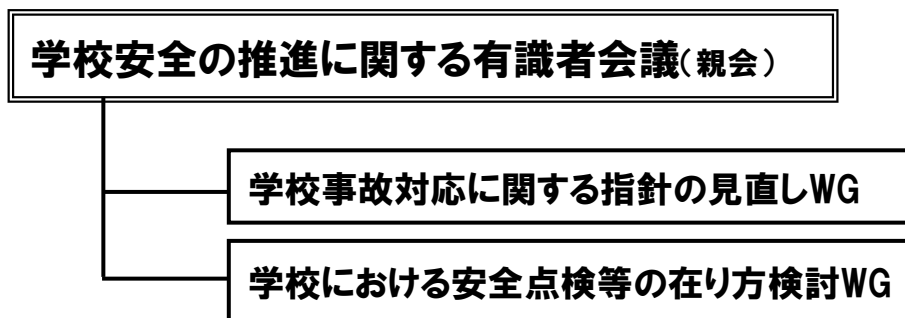 学校安全の推進に関する有識者会議(親会)
学校事故対応に関する指針の見直しWG
学校における安全点検等の在り方検討WG